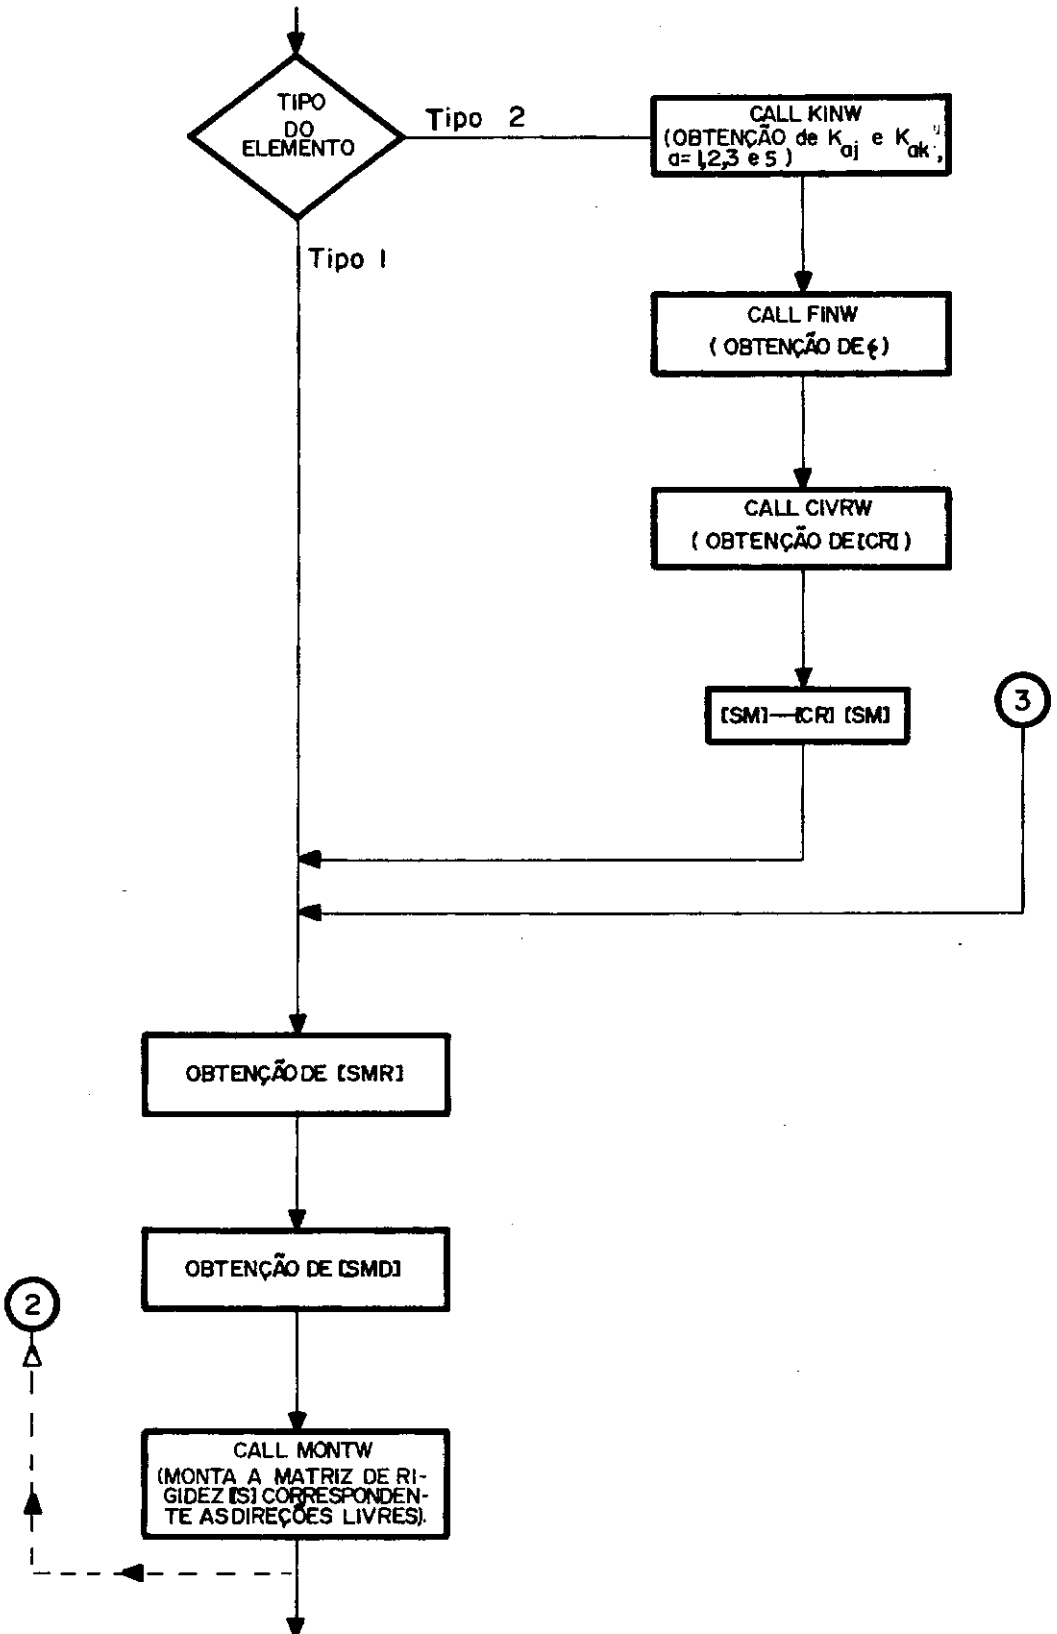 TIPO
DO
ELEMENTO
Tipo 2
CALL KINW
(OBTENÇÃO de Kaj e Kak,
a=1,2,3 e 5)
Tipo 1
CALL FINW
(OBTENÇÃO DE)
CALL CIVRW
(OBTENÇÃO DE [CR])
[SM]—[CR] [SM]
3
OBTENÇÃO DE [SMR]
OBTENÇÃO DE [SMD]
2
CALL MONTW
(MONTA A MATRIZ DE RI-
GIDEZ [S] CORRESPONDEN-
TE AS DIREÇÕES LIVRES).